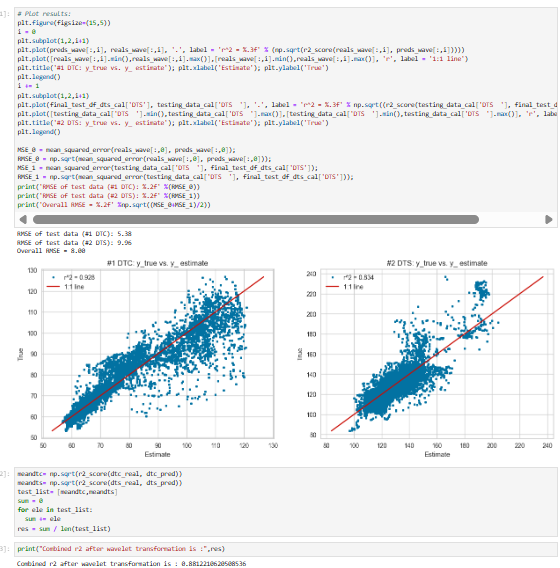 # Plot results:
plt.figure(figsize=(15,5))
i = 0
plt.subplot(1,2,i+1)
plt.plot(preds_wave[:,i], reals_wave[:,i], '.', label = 'r^2 = %.3f' % (np.sqrt(r2_score(reals_wave[:,i], preds_wave[:,i]))))
plt.plot([reals_wave[:,i].min(),reals_wave[:,i].max()],[reals_wave[:,i].min(),reals_wave[:,i].max()], 'r', label = '1:1 line')
plt.title('#1 DTC: y_true vs. y_ estimate'); plt.xlabel('Estimate'); plt.ylabel('True')
plt.legend()
i += 1
plt.subplot(1,2,i+1)
plt.plot(final_test_df_dts_cal['DTS'], testing_data_cal['DTS '], '.', label = 'r^2 = %.3f' % np.sqrt((r2_score(testing_data_cal['DTS '], final_test_d
plt.plot([testing_data_cal['DTS '].min(),testing_data_cal['DTS '].max()],[testing_data_cal['DTS '].min(),testing_data_cal['DTS '].max()], 'r', labe
plt.title('#2 DTS: y_true vs. y_ estimate'); plt.xlabel('Estimate'); plt.ylabel('True')
plt.legend()
MSE_0 = mean_squared_error(reals_wave[:,0], preds_wave[:,0]);
RMSE_0 = np.sqrt(mean_squared_error(reals_wave[:,0], preds_wave[:,0]));
MSE_1 = mean_squared_error(testing_data_cal['DTS '], final_test_df_dts_cal['DTS']);
RMSE_1 = np.sqrt(mean_squared_error(testing_data_cal['DTS '], final_test_df_dts_cal['DTS']));
print('RMSE of test data (#1 DTC): %.2f' %(RMSE_0))
print('RMSE of test data (#2 DTS): %.2f' %(RMSE_1))
print('Overall RMSE = %.2f' %np.sqrt((MSE_0+MSE_1)/2))
RMSE of test data (#1 DTC): 5.38
RMSE of test data (#2 DTS): 9.96
Overall RMSE = 8.00
#1 DTC: y_true vs. y_ estimate
r^2 = 0.928
1:1 line
130
120
110
100
90
80
70
60
50
True
50 60 70 80 90 100 110 120 130
Estimate
#2 DTS: y_true vs. y_ estimate
r^2 = 0.834
1:1 line
240
220
200
180
160
140
120
100
80
True
80 100 120 140 160 180 200 220 240
Estimate
meandtc= np.sqrt(r2_score(dtc_real, dtc_pred))
meandts= np.sqrt(r2_score(dts_real, dts_pred))
test_list= [meandtc,meandts]
sum = 0
for ele in test_list:
sum += ele
res = sum / len(test_list)
print("Combined r2 after wavelet transformation is :",res)
Combined r2 after wavelet transformation is : 0.8812210620508536